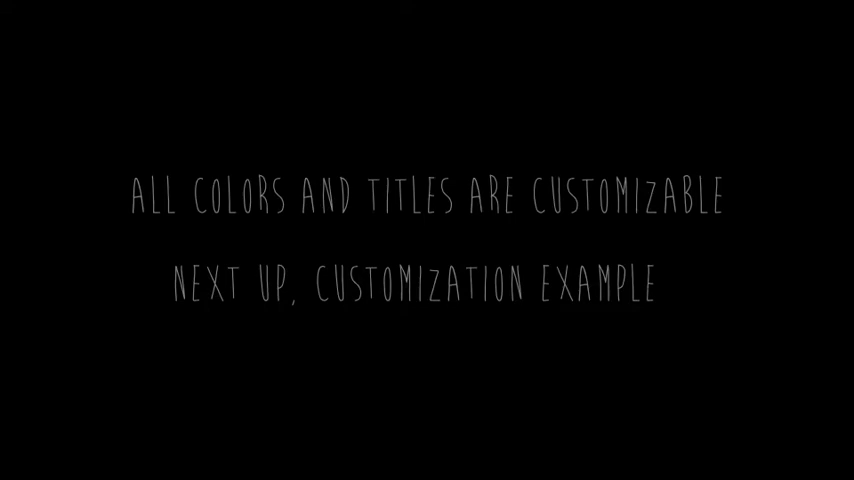 ALL COLORS AND TITLES ARE CUSTOMIZABLE
NEXT UP, CUSTOMIZATION EXAMPLE